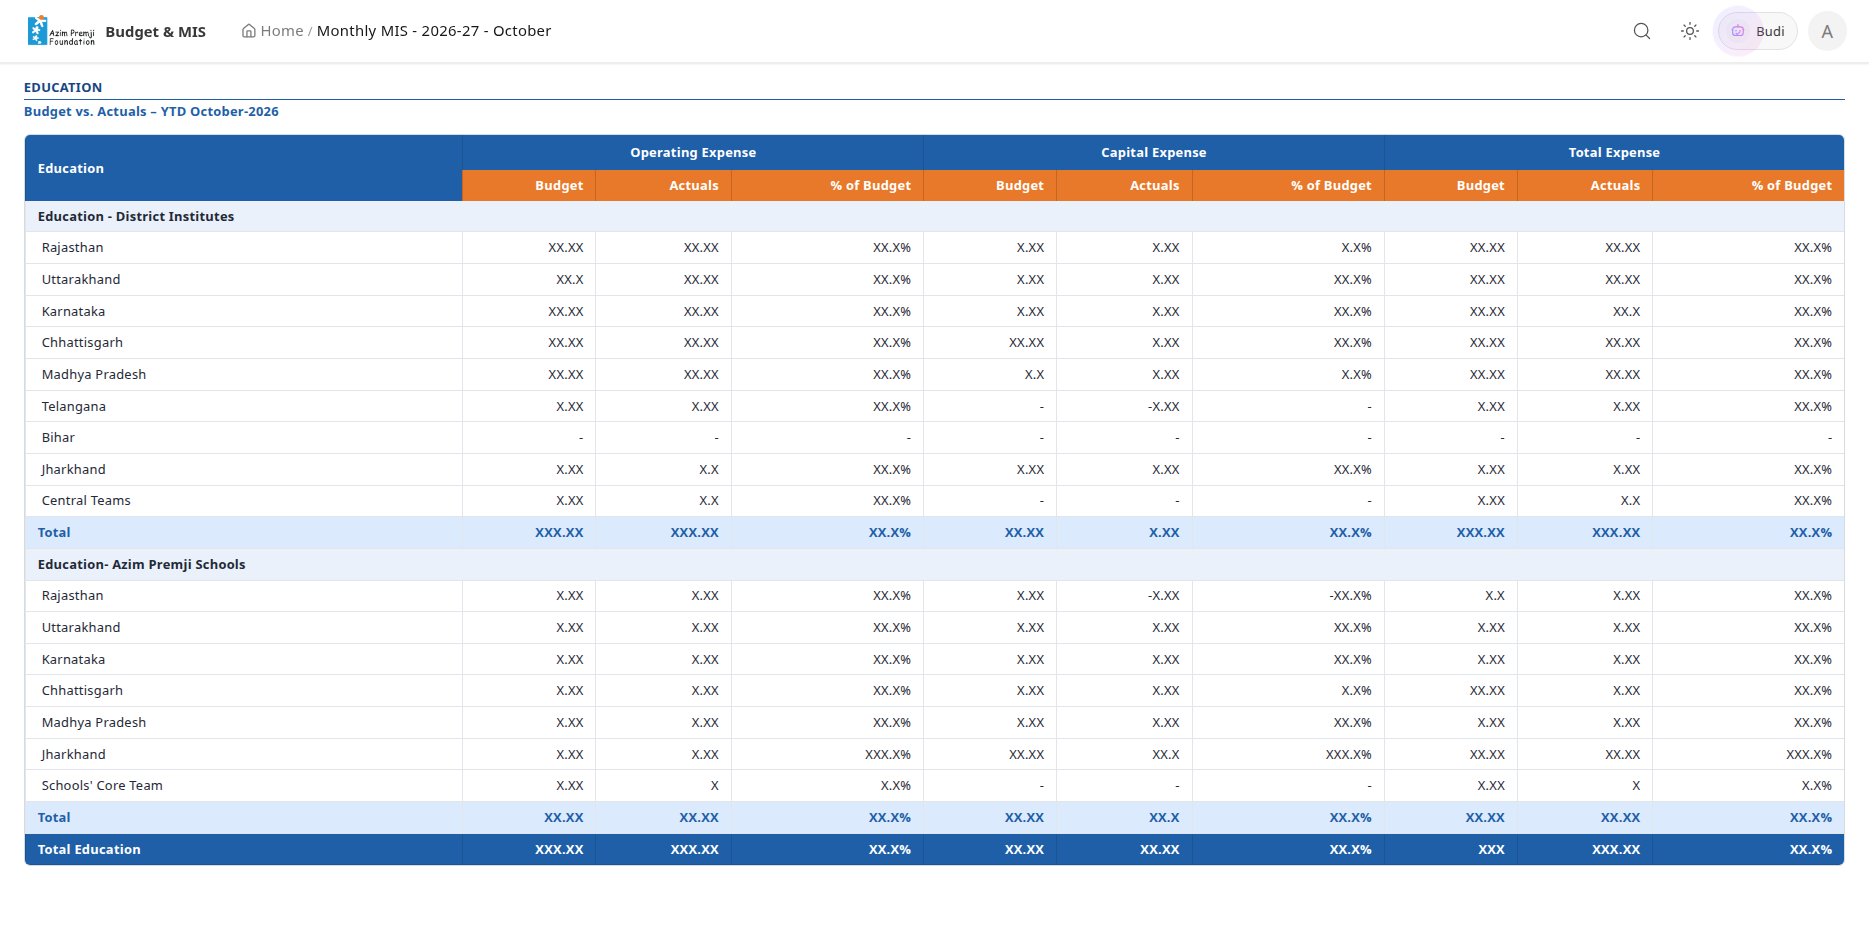 Azim Premji
Foundation
Budget & MIS
Home / Monthly MIS - 2026-27 - October
Budi
A
EDUCATION
Budget vs. Actuals – YTD October-2026
Education Operating Expense Capital Expense Total Expense
Budget Actuals % of Budget Budget Actuals % of Budget Budget Actuals % of Budget
Education - District Institutes
Rajasthan XX.XX XX.XX XX.X% X.XX X.XX X.X% XX.XX XX.XX XX.X%
Uttarakhand XX.X XX.XX XX.X% X.XX X.XX XX.X% XX.XX XX.XX XX.X%
Karnataka XX.XX XX.XX XX.X% X.XX X.XX XX.X% XX.XX XX.X XX.X%
Chhattisgarh XX.XX XX.XX XX.X% XX.XX X.XX XX.X% XX.XX XX.XX XX.X%
Madhya Pradesh XX.XX XX.XX XX.X% X.X X.XX X.X% XX.XX XX.XX XX.X%
Telangana X.XX X.XX XX.X% - -X.XX - X.XX X.XX XX.X%
Bihar - - - - - - - - -
Jharkhand X.XX X.X XX.X% X.XX X.XX XX.X% X.XX X.XX XX.X%
Central Teams X.XX X.X XX.X% - - - X.XX X.X XX.X%
Total XXX.XX XXX.XX XX.X% XX.XX X.XX XX.X% XXX.XX XXX.XX XX.X%
Education- Azim Premji Schools
Rajasthan X.XX X.XX XX.X% X.XX -X.XX -XX.X% X.X X.XX XX.X%
Uttarakhand X.XX X.XX XX.X% X.XX X.XX XX.X% X.XX X.XX XX.X%
Karnataka X.XX X.XX XX.X% X.XX X.XX XX.X% X.XX X.XX XX.X%
Chhattisgarh X.XX X.XX XX.X% X.XX X.XX X.X% XX.XX X.XX XX.X%
Madhya Pradesh X.XX X.XX XX.X% X.XX X.XX XX.X% X.XX X.XX XX.X%
Jharkhand X.XX X.XX XXX.X% XX.XX XX.X XXX.X% XX.XX XX.XX XXX.X%
Schools' Core Team X.XX X X.X% - - - X.XX X X.X%
Total XX.XX XX.XX XX.X% XX.XX XX.X XX.X% XX.XX XX.XX XX.X%
Total Education XXX.XX XXX.XX XX.X% XX.XX XX.XX XX.X% XXX XXX.XX XX.X%